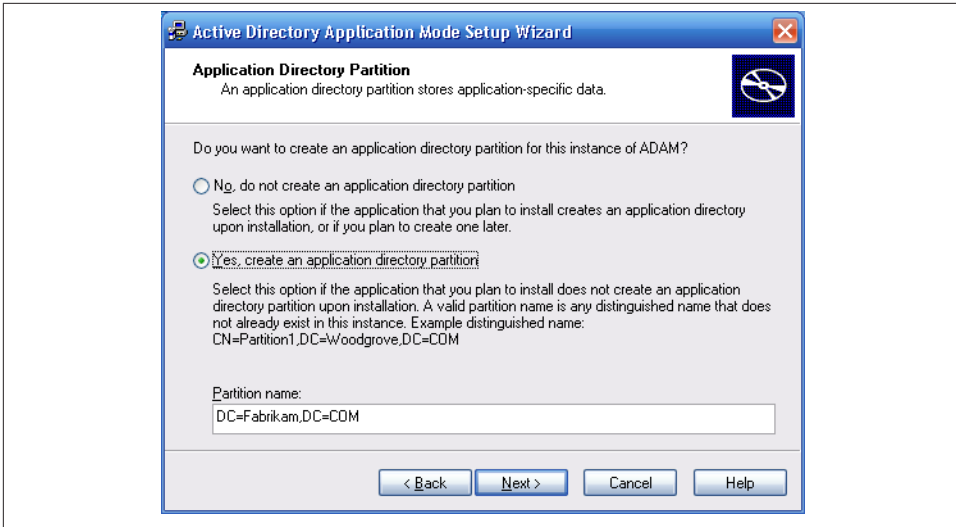 Active Directory Application Mode Setup Wizard
Application Directory Partition
An application directory partition stores application-specific data.
Do you want to create an application directory partition for this instance of ADAM?
No, do not create an application directory partition
Select this option if the application that you plan to install creates an application directory
upon installation, or if you plan to create one later.
Yes, create an application directory partition
Select this option if the application that you plan to install does not create an application
directory partition upon installation. A valid partition name is any distinguished name that does
not already exist in this instance. Example distinguished name:
CN=Partition1,DC=Woodgrove,DC=COM
Partition name:
DC=Fabrikam,DC=COM
< Back Next > Cancel Help